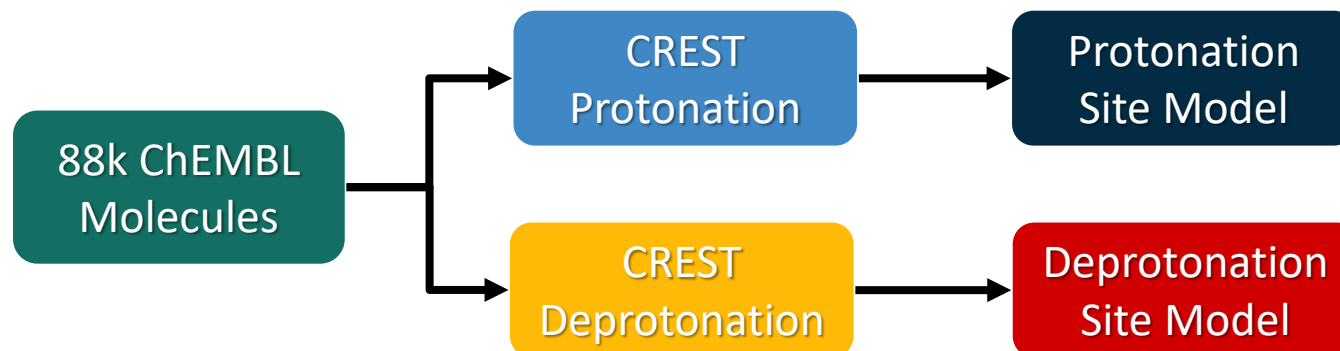 88k ChEMBL
Molecules
CREST
Protonation
Protonation
Site Model
CREST
Deprotonation
Deprotonation
Site Model